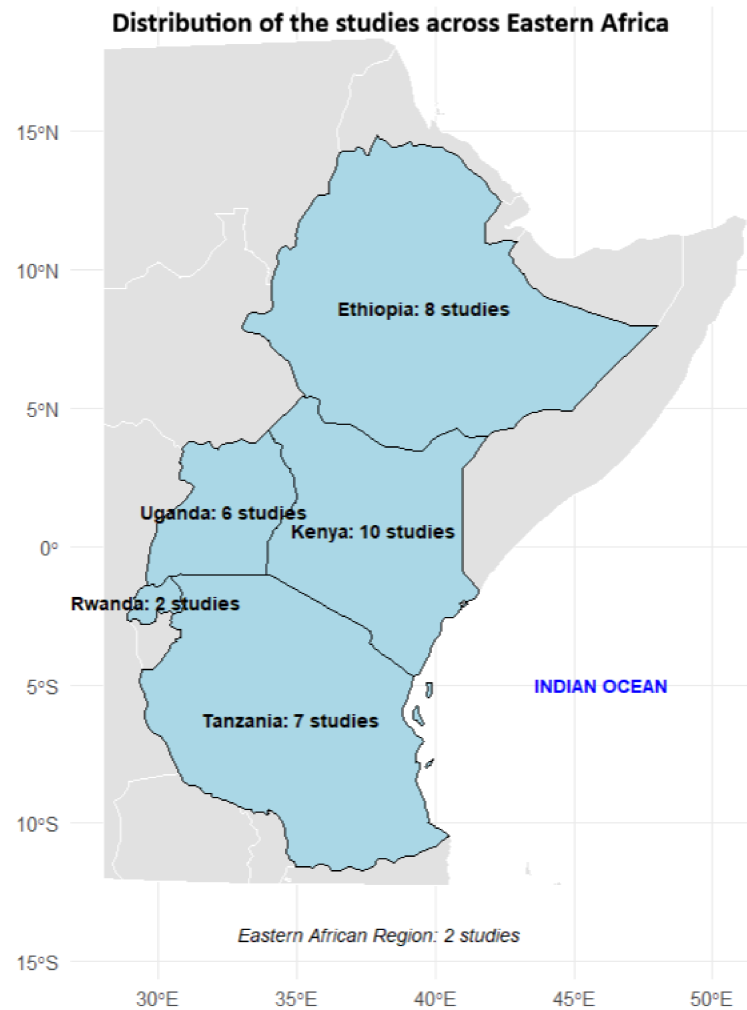 Distribution of the studies across Eastern Africa
15°N
10°N
Ethiopia: 8 studies
5°N
Uganda: 6 studies
Kenya: 10 studies
0°
Rwanda: 2 studies
5°S
INDIAN OCEAN
Tanzania: 7 studies
10°S
Eastern African Region: 2 studies
15°S
30°E 35°E 40°E 45°E 50°E